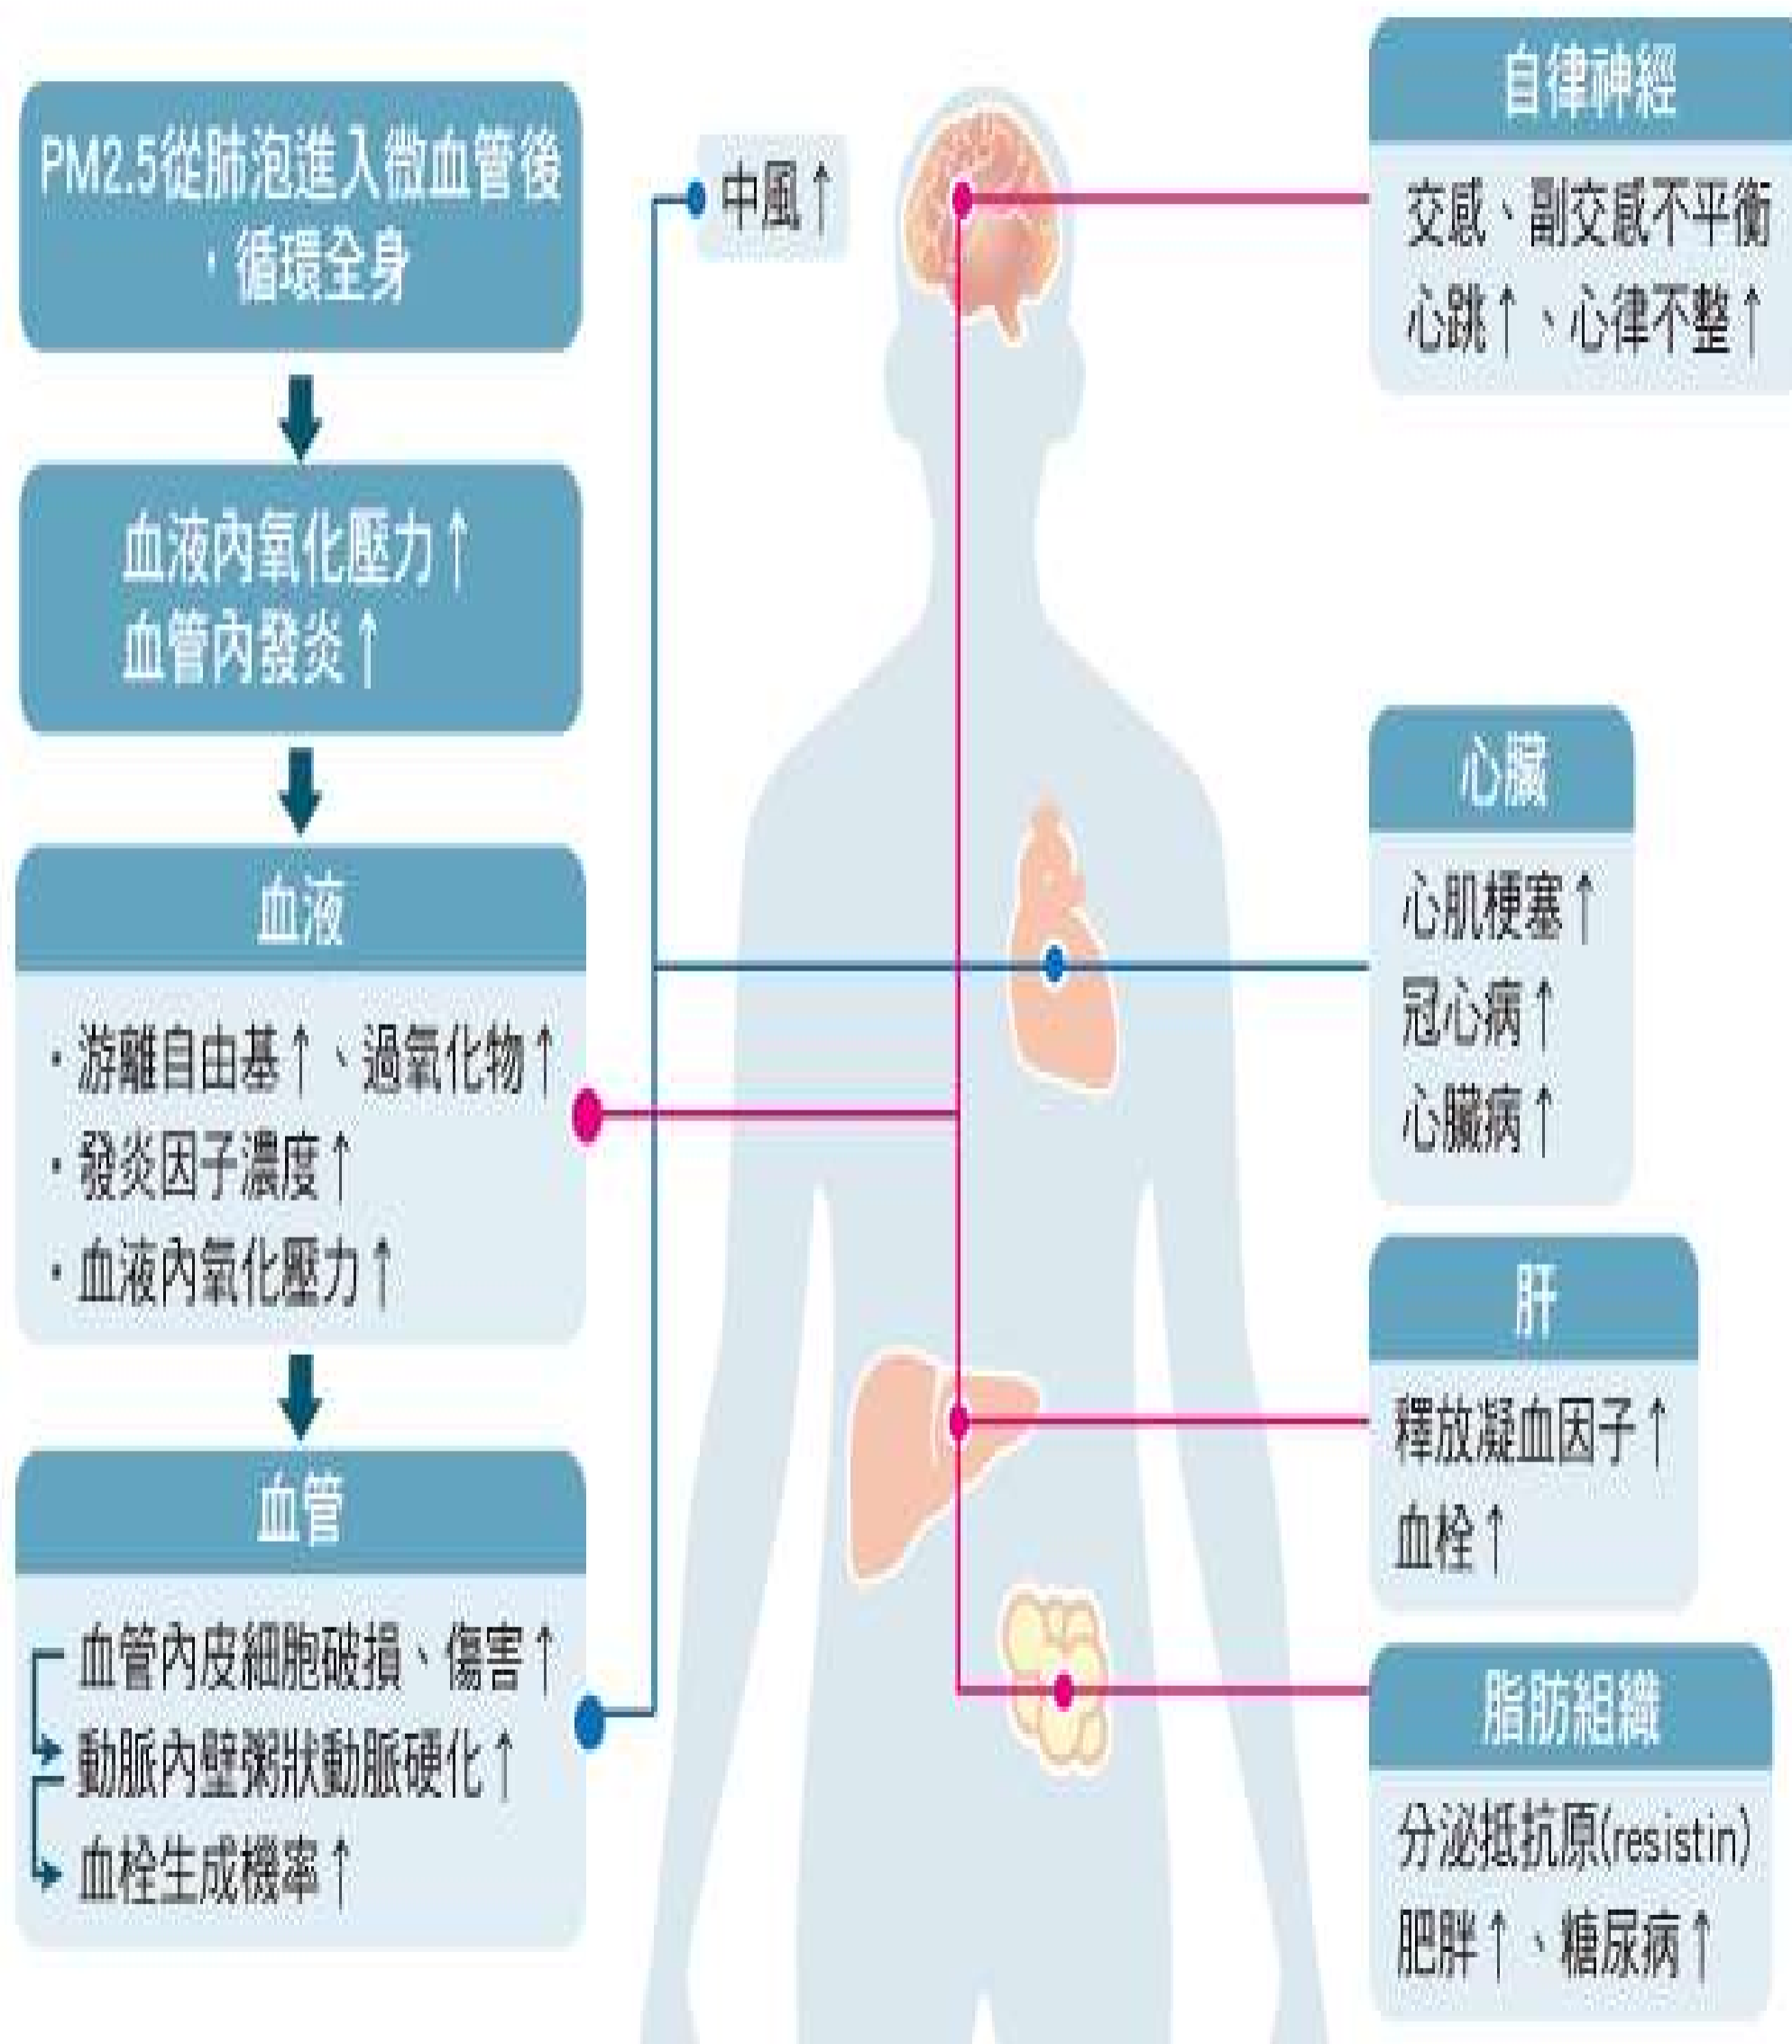 PM2.5從肺泡進入微血管後
，循環全身
血液內氧化壓力↑
血管內發炎↑
血液
・游離自由基↑、過氧化物↑
・發炎因子濃度↑
・血液內氧化壓力↑
血管
血管內皮細胞破損、傷害↑
動脈內壁粥狀動脈硬化↑
血栓生成機率↑
中風↑
自律神經
交感、副交感不平衡
心跳↑、心律不整↑
心臟
心肌梗塞↑
冠心病↑
心臟病↑
肝
釋放凝血因子↑
血栓↑
脂肪組織
分泌抵抗原(resistin)
肥胖↑、糖尿病↑